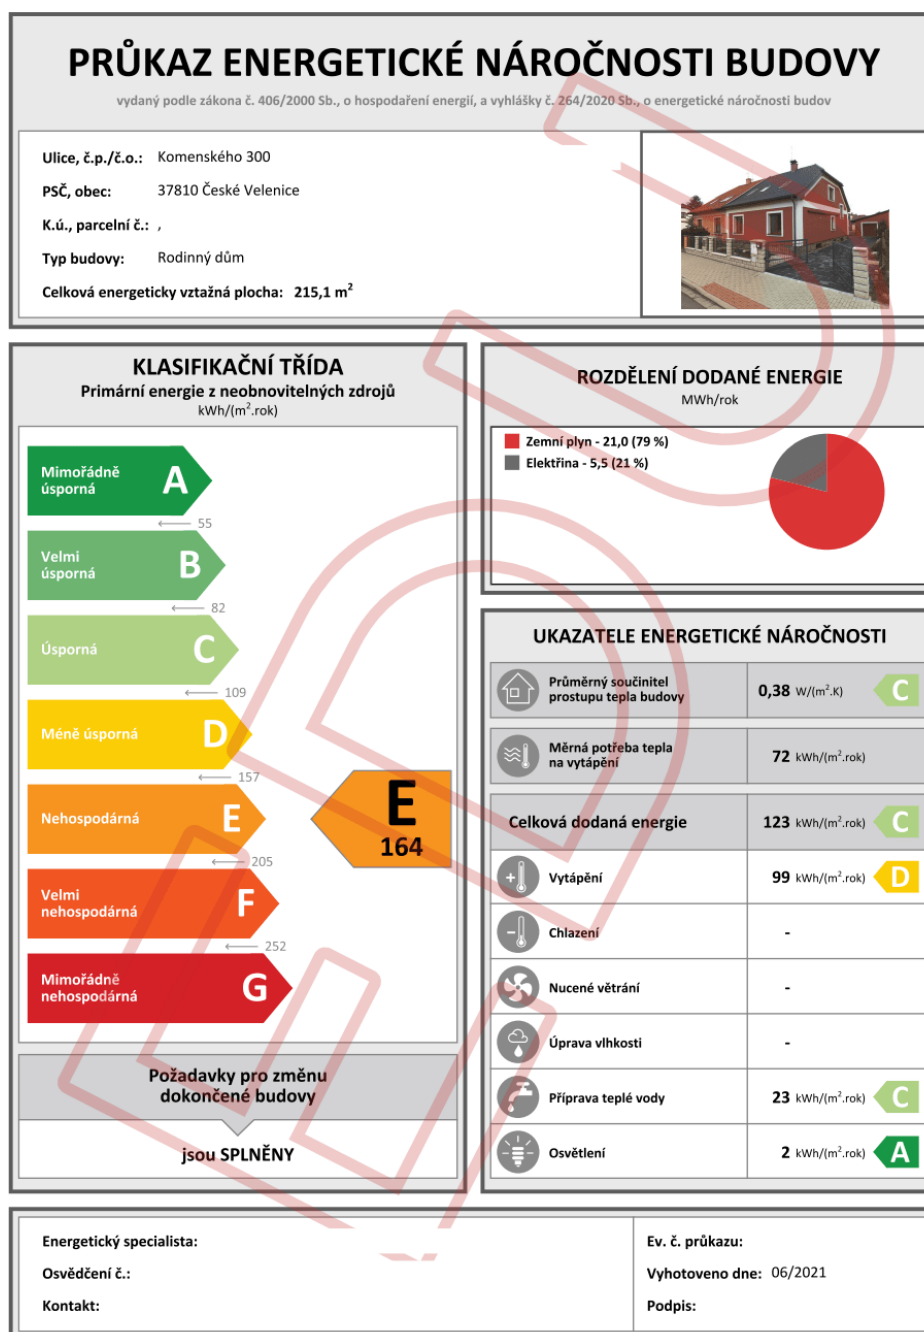 PRŮKAZ ENERGETICKÉ NÁROČNOSTI BUDOVY
vydaný podle zákona č. 406/2000 Sb., o hospodaření energií, a vyhlášky č. 264/2020 Sb., o energetické náročnosti budov
Ulice, č.p./č.o.: Komenského 300
PSČ, obec: 37810 České Velenice
K.ú., parcelní č.: ,
Typ budovy: Rodinný dům
Celková energeticky vztažná plocha: 215,1 m²
KLASIFIKAČNÍ TŘÍDA
Primární energie z neobnovitelných zdrojů
kWh/(m².rok)
Mimořádně
úsporná
A
55
Velmi
úsporná
B
82
Úsporná C
109
Méně úsporná D
157
Nehospodárná E
E
164
205
Velmi
nehospodárná
F
252
Mimořádně
nehospodárná
G
Požadavky pro změnu
dokončené budovy
jsou SPLNĚNY
ROZDĚLENÍ DODANÉ ENERGIE
MWh/rok
Zemní plyn - 21,0 (79 %)
Elektřina - 5,5 (21 %)
UKAZATELE ENERGETICKÉ NÁROČNOSTI
Průměrný součinitel
prostupu tepla budovy
0,38 W/(m².K) C
Měrná potřeba tepla
na vytápění
72 kWh/(m².rok)
Celková dodaná energie 123 kWh/(m².rok) C
Vytápění 99 kWh/(m².rok) D
Chlazení -
Nucené větrání -
Úprava vlhkosti -
Příprava teplé vody 23 kWh/(m².rok) C
Osvětlení 2 kWh/(m².rok) A
Energetický specialista:
Osvědčení č.:
Kontakt:
Ev. č. průkazu:
Vyhotoveno dne: 06/2021
Podpis: